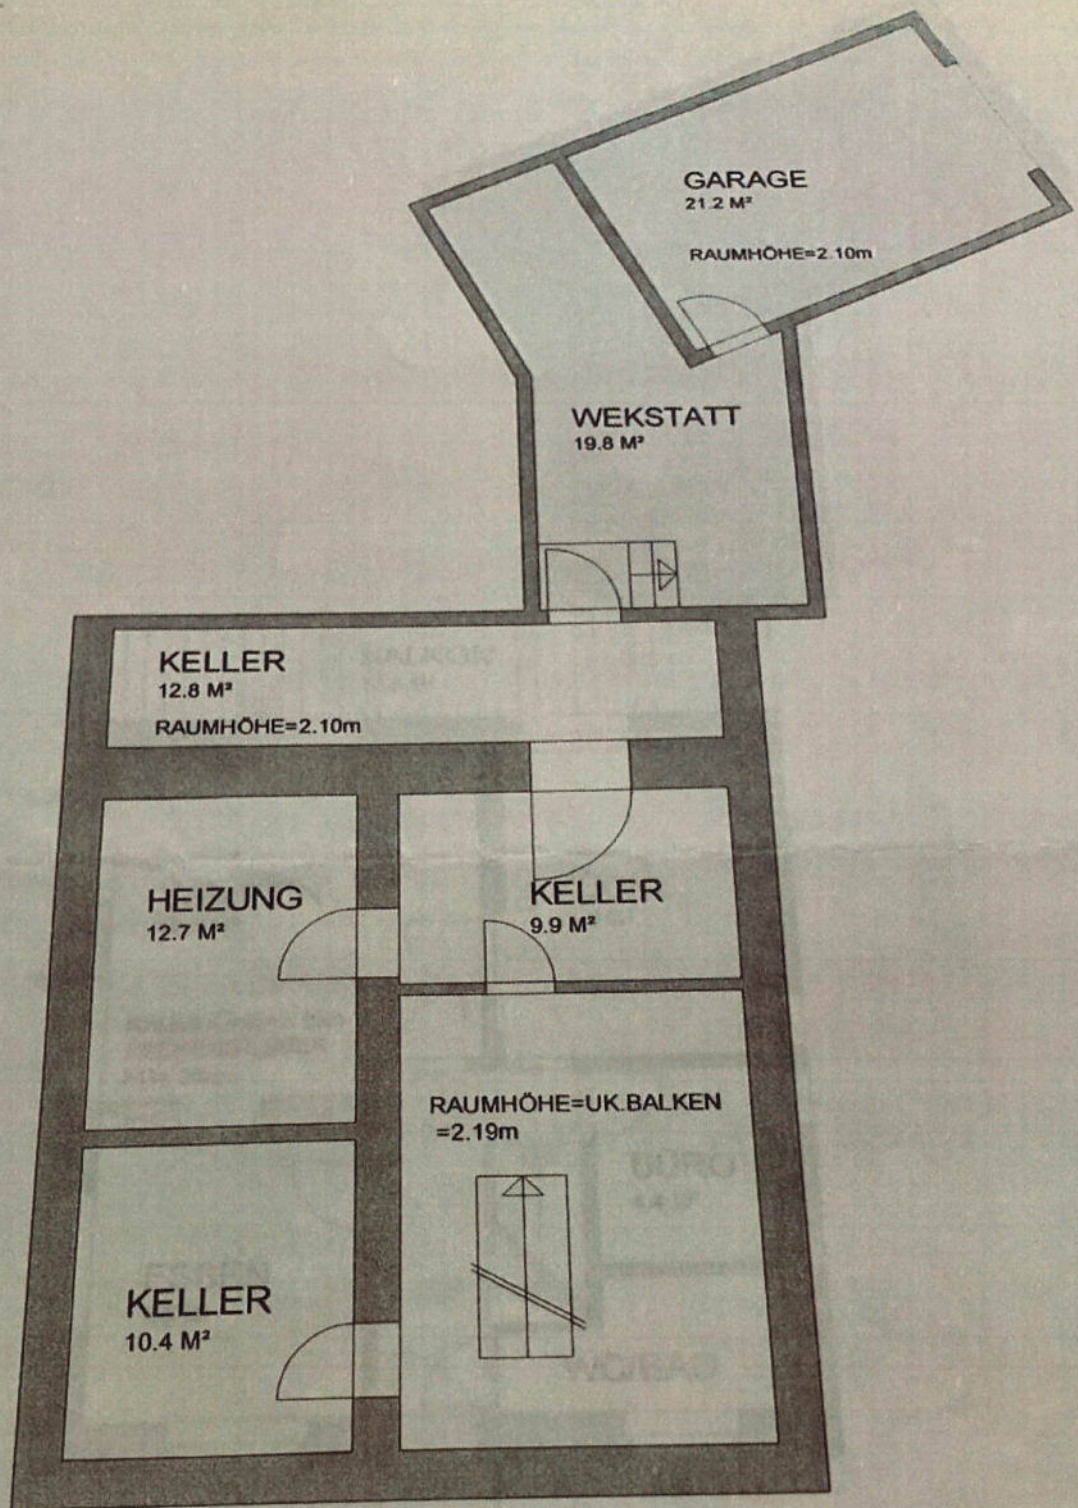 GARAGE
21.2 M²
RAUMHÖHE=2.10m
WEKSTATT
19.8 M²
KELLER
12.8 M²
RAUMHÖHE=2.10m
HEIZUNG
12.7 M²
KELLER
9.9 M²
RAUMHÖHE=UK.BALKEN
=2.19m
KELLER
10.4 M²